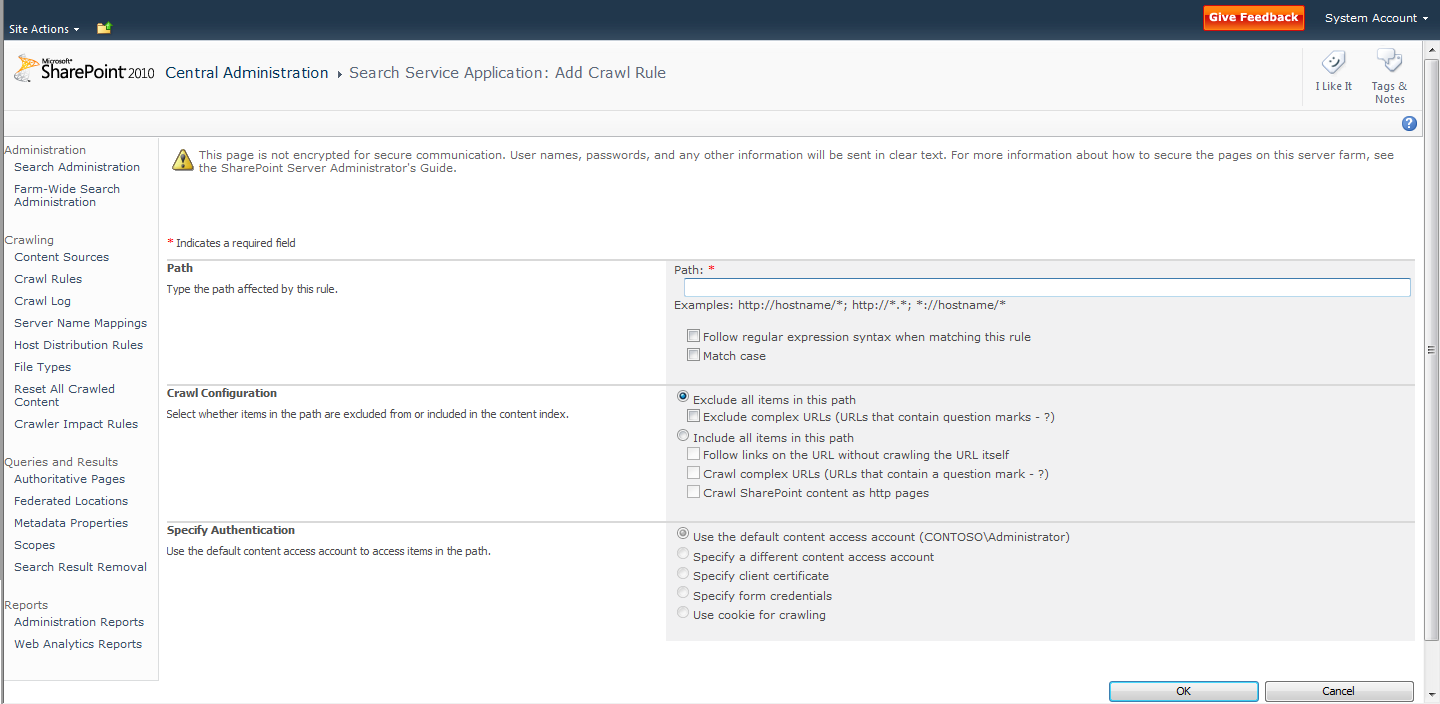 Site Actions
Give Feedback
System Account
Microsoft®
SharePoint® 2010
Central Administration
Search Service Application: Add Crawl Rule
I Like It
Tags &
Notes
Administration
Search Administration
Farm-Wide Search
Administration
Crawling
Content Sources
Crawl Rules
Crawl Log
Server Name Mappings
Host Distribution Rules
File Types
Reset All Crawled
Content
Crawler Impact Rules
Queries and Results
Authoritative Pages
Federated Locations
Metadata Properties
Scopes
Search Result Removal
Reports
Administration Reports
Web Analytics Reports
This page is not encrypted for secure communication. User names, passwords, and any other information will be sent in clear text. For more information about how to secure the pages on this server farm, see
the SharePoint Server Administrator's Guide.
* Indicates a required field
Path
Type the path affected by this rule.
Path: *
Examples: http://hostname/*; http://*.*; *://hostname/*
Follow regular expression syntax when matching this rule
Match case
Crawl Configuration
Select whether items in the path are excluded from or included in the content index.
Exclude all items in this path
Exclude complex URLs (URLs that contain question marks - ?)
Include all items in this path
Follow links on the URL without crawling the URL itself
Crawl complex URLs (URLs that contain a question mark - ?)
Crawl SharePoint content as http pages
Specify Authentication
Use the default content access account to access items in the path.
Use the default content access account (CONTOSO\Administrator)
Specify a different content access account
Specify client certificate
Specify form credentials
Use cookie for crawling
OK
Cancel